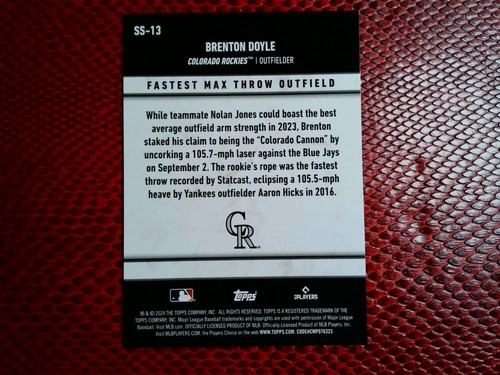 SS-13
BRENTON DOYLE
COLORADO ROCKIES™ | OUTFIELDER
FASTEST MAX THROW OUTFIELD
While teammate Nolan Jones could boast the best
average outfield arm strength in 2023, Brenton
staked his claim to being the "Colorado Cannon" by
uncorking a 105.7-mph laser against the Blue Jays
on September 2. The rookie's rope was the fastest
throw recorded by Statcast, eclipsing a 105.5-mph
heave by Yankees outfielder Aaron Hicks in 2016.
CR
Topps
PLAYERS
® & © 2024 THE TOPPS COMPANY, INC. ALL RIGHTS RESERVED. TOPPS IS A REGISTERED TRADEMARK OF THE
TOPPS COMPANY, INC. Major League Baseball trademarks and copyrights are used with permission of Major League
Baseball. Visit MLB.com. OFFICIALLY LICENSED PRODUCT OF MLB. Officially Licensed Product of MLB Players, Inc.
Visit MLBPLAYERS.COM, the Players Choice on the web WWW.TOPPS.COM. CODE#CMP076323